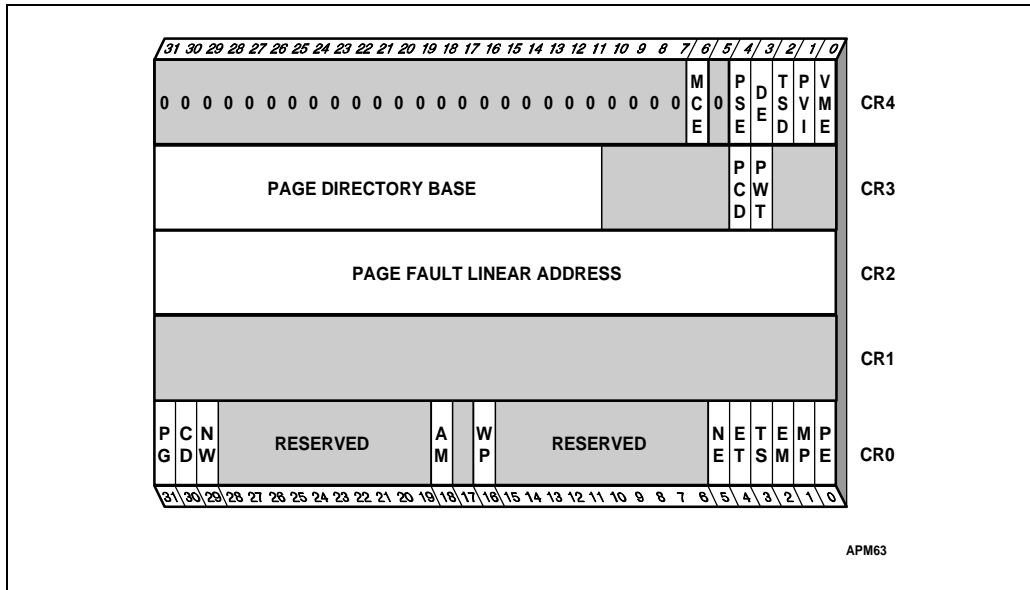 31 30 29 28 27 26 25 24 23 22 21 20 19 18 17 16 15 14 13 12 11 10 9 8 7 6 5 4 3 2 1 0
0 0 0 0 0 0 0 0 0 0 0 0 0 0 0 0 0 0 0 0 0 0 0 0 0 MCE 0 PSE DE TSD PVI VME CR4
PAGE DIRECTORY BASE PCD PWT CR3
PAGE FAULT LINEAR ADDRESS CR2
CR1
PG CD NW RESERVED AM WP RESERVED NE ET TS EM MP PE CR0
31 30 29 28 27 26 25 24 23 22 21 20 19 18 17 16 15 14 13 12 11 10 9 8 7 6 5 4 3 2 1 0
APM63